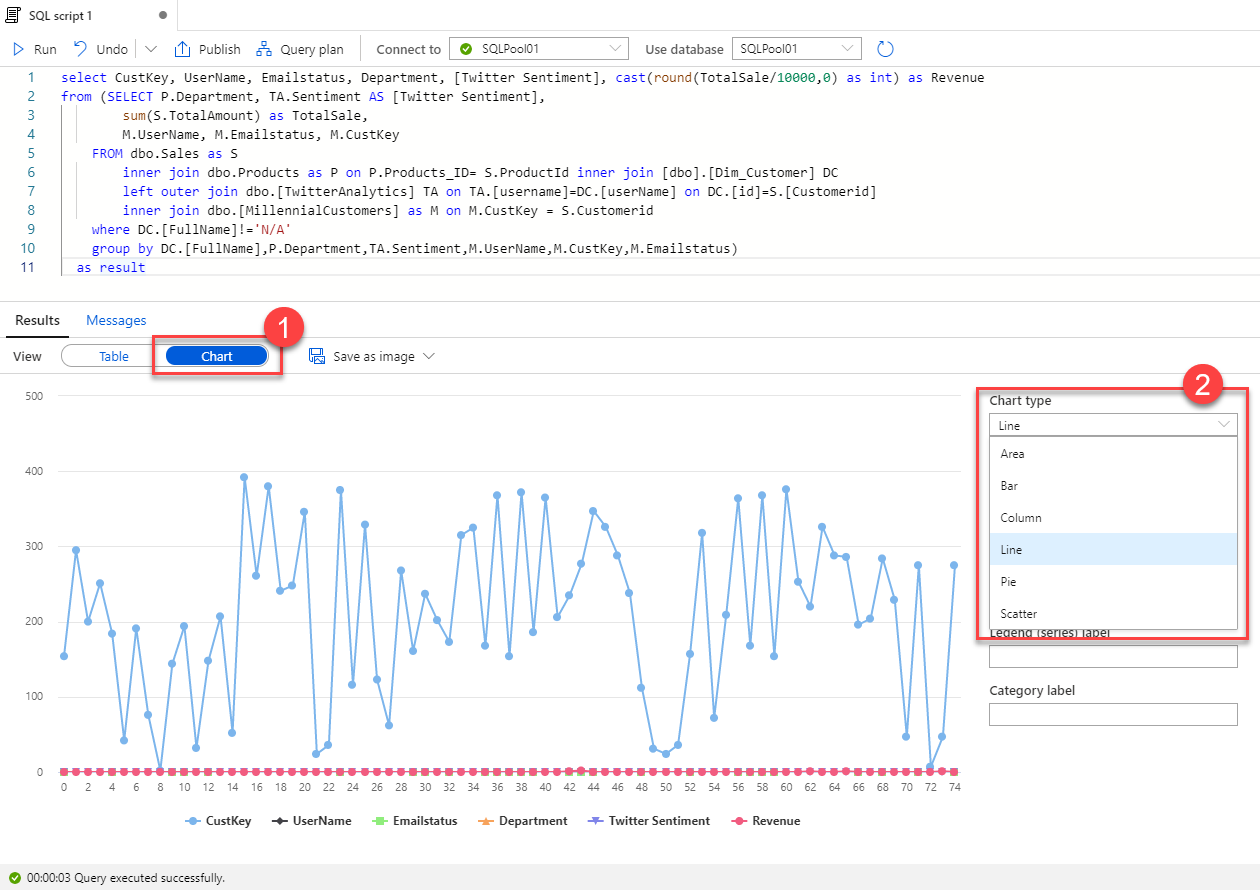 SQL script 1
Run Undo Publish Query plan Connect to SQLPool01 Use database SQLPool01
1 select CustKey, UserName, Emailstatus, Department, [Twitter Sentiment], cast(round(TotalSale/10000,0) as int) as Revenue
2 from (SELECT P.Department, TA.Sentiment AS [Twitter Sentiment],
3 sum(S.TotalAmount) as TotalSale,
4 M.UserName, M.Emailstatus, M.CustKey
5 FROM dbo.Sales as S
6 inner join dbo.Products as P on P.Products_ID= S.ProductId inner join [dbo].[Dim_Customer] DC
7 left outer join dbo.[TwitterAnalytics] TA on TA.[username]=DC.[userName] on DC.[id]=S.[Customerid]
8 inner join dbo.[MillennialCustomers] as M on M.CustKey = S.Customerid
9 where DC.[FullName]!='N/A'
10 group by DC.[FullName],P.Department,TA.Sentiment,M.UserName,M.CustKey,M.Emailstatus)
11 as result
Results Messages
1
View Table Chart Save as image
2
Chart type
Line
Area
Bar
Column
Line
Pie
Scatter
Legend (series) label
Category label
500
400
300
200
100
0
0 2 4 6 8 10 12 14 16 18 20 22 24 26 28 30 32 34 36 38 40 42 44 46 48 50 52 54 56 58 60 62 64 66 68 70 72 74
CustKey UserName Emailstatus Department Twitter Sentiment Revenue
00:00:03 Query executed successfully.